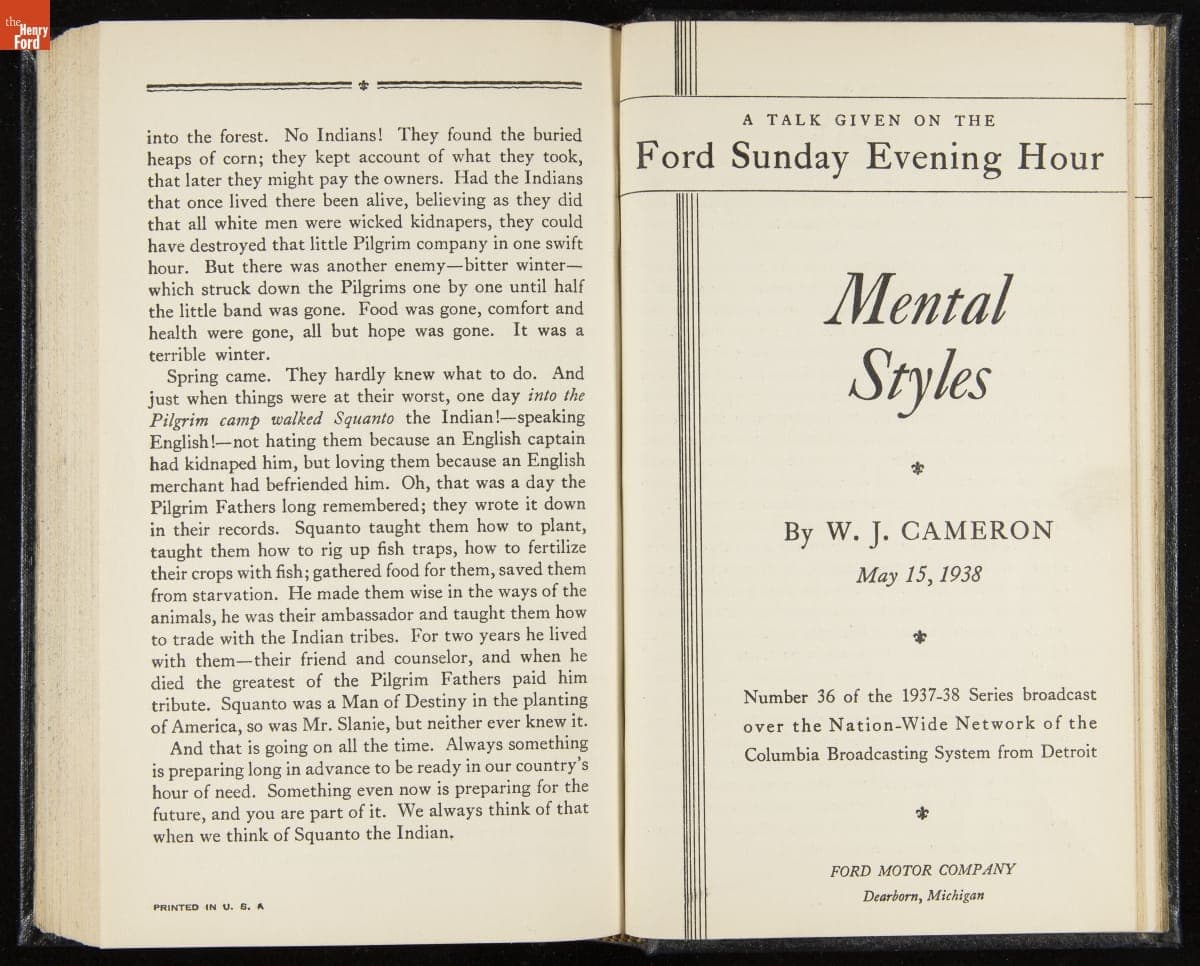 the
Henry
Ford
into the forest. No Indians! They found the buried
heaps of corn; they kept account of what they took,
that later they might pay the owners. Had the Indians
that once lived there been alive, believing as they did
that all white men were wicked kidnapers, they could
have destroyed that little Pilgrim company in one swift
hour. But there was another enemy—bitter winter—
which struck down the Pilgrims one by one until half
the little band was gone. Food was gone, comfort and
health were gone, all but hope was gone. It was a
terrible winter.
Spring came. They hardly knew what to do. And
just when things were at their worst, one day into the
Pilgrim camp walked Squanto the Indian!—speaking
English!—not hating them because an English captain
had kidnaped him, but loving them because an English
merchant had befriended him. Oh, that was a day the
Pilgrim Fathers long remembered; they wrote it down
in their records. Squanto taught them how to plant,
taught them how to rig up fish traps, how to fertilize
their crops with fish; gathered food for them, saved them
from starvation. He made them wise in the ways of the
animals, he was their ambassador and taught them how
to trade with the Indian tribes. For two years he lived
with them—their friend and counselor, and when he
died the greatest of the Pilgrim Fathers paid him
tribute. Squanto was a Man of Destiny in the planting
of America, so was Mr. Slanie, but neither ever knew it.
And that is going on all the time. Always something
is preparing long in advance to be ready in our country's
hour of need. Something even now is preparing for the
future, and you are part of it. We always think of that
when we think of Squanto the Indian.
PRINTED IN U. S. A
A TALK GIVEN ON THE
Ford Sunday Evening Hour
Mental
Styles
By W. J. CAMERON
May 15, 1938
Number 36 of the 1937-38 Series broadcast
over the Nation-Wide Network of the
Columbia Broadcasting System from Detroit
FORD MOTOR COMPANY
Dearborn, Michigan